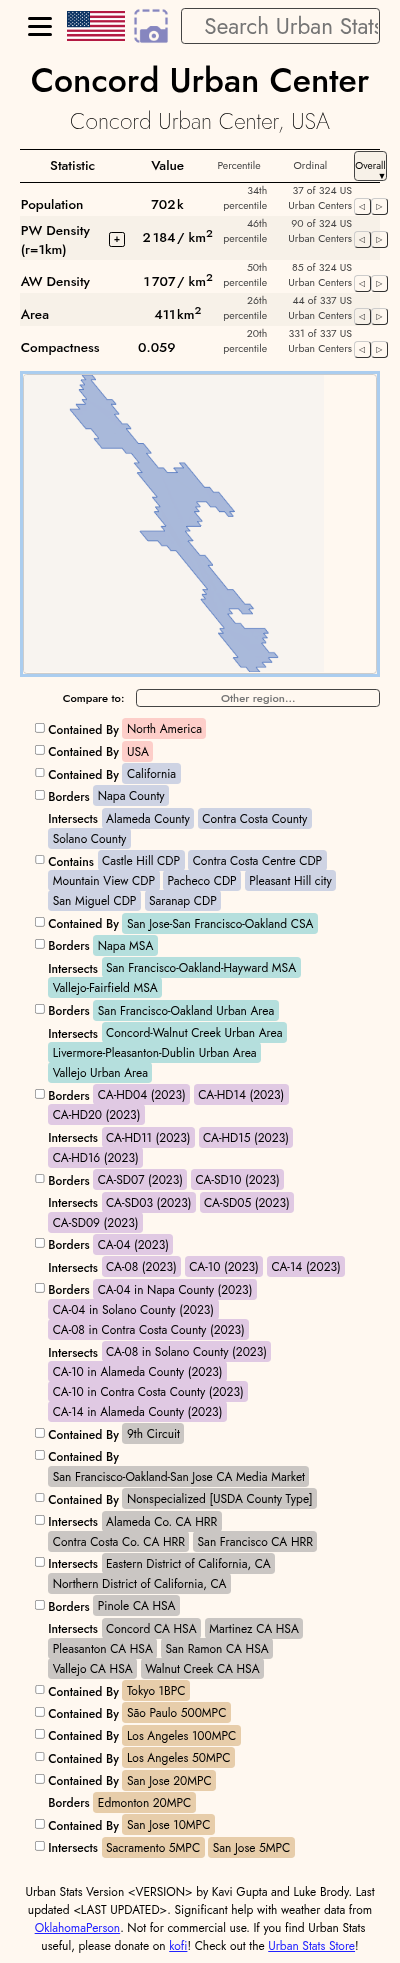 Search Urban Stats
Concord Urban Center
Concord Urban Center, USA
Statistic Value Percentile Ordinal Overall ▼
Population 702k 34th percentile 37 of 324 US Urban Centers ◁ ▷
PW Density (r=1km) + 2 184 / km² 46th percentile 90 of 324 US Urban Centers ◁ ▷
AW Density 1 707 / km² 50th percentile 85 of 324 US Urban Centers ◁ ▷
Area 411 km² 26th percentile 44 of 337 US Urban Centers ◁ ▷
Compactness 0.059 20th percentile 331 of 337 US Urban Centers ◁ ▷
Compare to: Other region...
Contained By North America
Contained By USA
Contained By California
Borders Napa County
Intersects Alameda County Contra Costa County
Solano County
Contains Castle Hill CDP Contra Costa Centre CDP
Mountain View CDP Pacheco CDP Pleasant Hill city
San Miguel CDP Saranap CDP
Contained By San Jose-San Francisco-Oakland CSA
Borders Napa MSA
Intersects San Francisco-Oakland-Hayward MSA
Vallejo-Fairfield MSA
Borders San Francisco-Oakland Urban Area
Intersects Concord-Walnut Creek Urban Area
Livermore-Pleasanton-Dublin Urban Area
Vallejo Urban Area
Borders CA-HD04 (2023) CA-HD14 (2023)
CA-HD20 (2023)
Intersects CA-HD11 (2023) CA-HD15 (2023)
CA-HD16 (2023)
Borders CA-SD07 (2023) CA-SD10 (2023)
Intersects CA-SD03 (2023) CA-SD05 (2023)
CA-SD09 (2023)
Borders CA-04 (2023)
Intersects CA-08 (2023) CA-10 (2023) CA-14 (2023)
Borders CA-04 in Napa County (2023)
CA-04 in Solano County (2023)
CA-08 in Contra Costa County (2023)
Intersects CA-08 in Solano County (2023)
CA-10 in Alameda County (2023)
CA-10 in Contra Costa County (2023)
CA-14 in Alameda County (2023)
Contained By 9th Circuit
Contained By
San Francisco-Oakland-San Jose CA Media Market
Contained By Nonspecialized [USDA County Type]
Intersects Alameda Co. CA HRR
Contra Costa Co. CA HRR San Francisco CA HRR
Intersects Eastern District of California, CA
Northern District of California, CA
Borders Pinole CA HSA
Intersects Concord CA HSA Martinez CA HSA
Pleasanton CA HSA San Ramon CA HSA
Vallejo CA HSA Walnut Creek CA HSA
Contained By Tokyo 1BPC
Contained By São Paulo 500MPC
Contained By Los Angeles 100MPC
Contained By Los Angeles 50MPC
Contained By San Jose 20MPC
Borders Edmonton 20MPC
Contained By San Jose 10MPC
Intersects Sacramento 5MPC San Jose 5MPC
Urban Stats Version <VERSION> by Kavi Gupta and Luke Brody. Last
updated <LAST UPDATED>. Significant help with weather data from
OklahomaPerson. Not for commercial use. If you find Urban Stats
useful, please donate on kofi! Check out the Urban Stats Store!